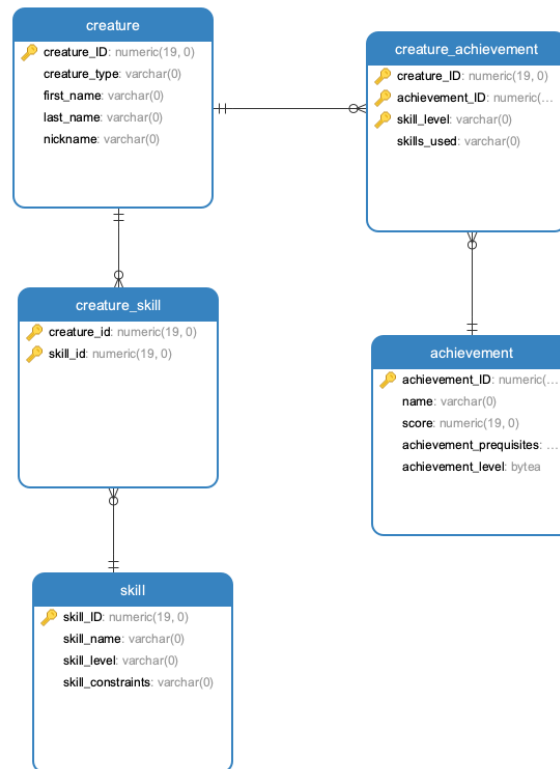 creature
creature_ID: numeric(19, 0)
creature_type: varchar(0)
first_name: varchar(0)
last_name: varchar(0)
nickname: varchar(0)
creature_achievement
creature_ID: numeric(19, 0)
achievement_ID: numeric(...
skill_level: varchar(0)
skills_used: varchar(0)
creature_skill
creature_id: numeric(19, 0)
skill_id: numeric(19, 0)
achievement
achievement_ID: numeric(...
name: varchar(0)
score: numeric(19, 0)
achievement_prequisites: ...
achievement_level: bytea
skill
skill_ID: numeric(19, 0)
skill_name: varchar(0)
skill_level: varchar(0)
skill_constraints: varchar(0)